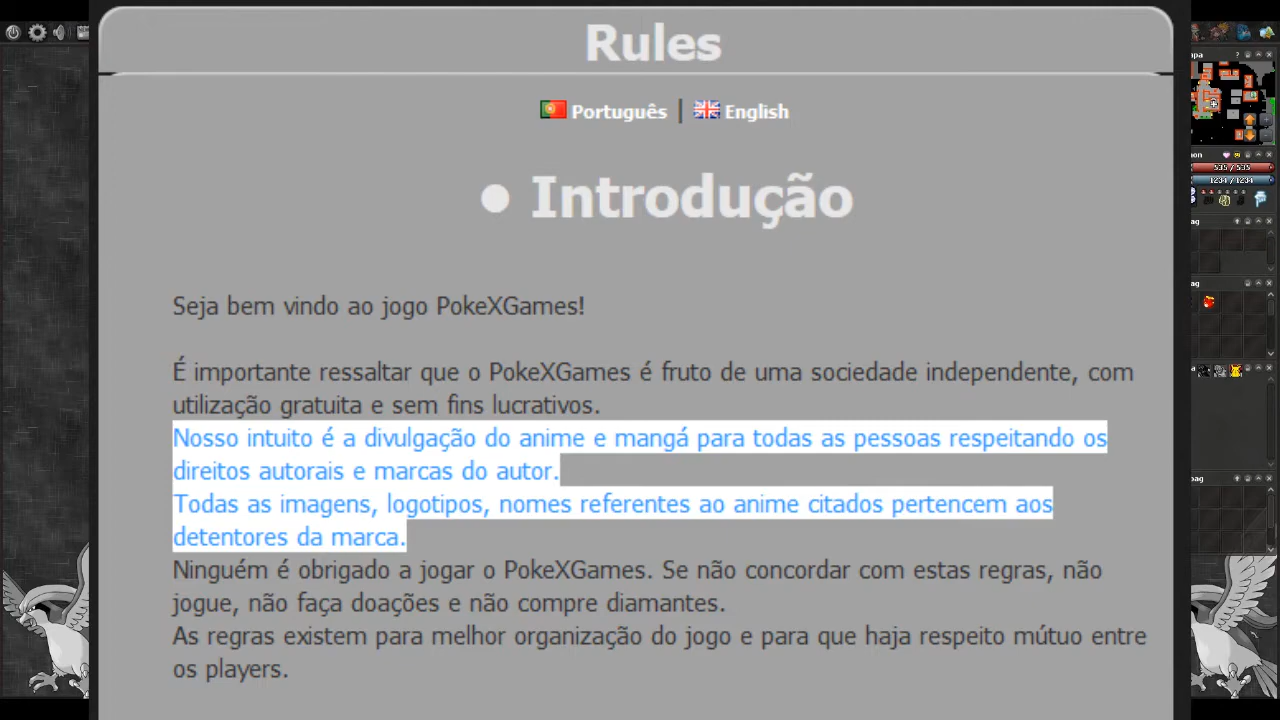 Rules
Português | English
• Introdução
Seja bem vindo ao jogo PokeXGames!
É importante ressaltar que o PokeXGames é fruto de uma sociedade independente, com
utilização gratuita e sem fins lucrativos.
Nosso intuito é a divulgação do anime e mangá para todas as pessoas respeitando os
direitos autorais e marcas do autor.
Todas as imagens, logotipos, nomes referentes ao anime citados pertencem aos
detentores da marca.
Ninguém é obrigado a jogar o PokeXGames. Se não concordar com estas regras, não
jogue, não faça doações e não compre diamantes.
As regras existem para melhor organização do jogo e para que haja respeito mútuo entre
os players.
535 / 535
1234 / 1234